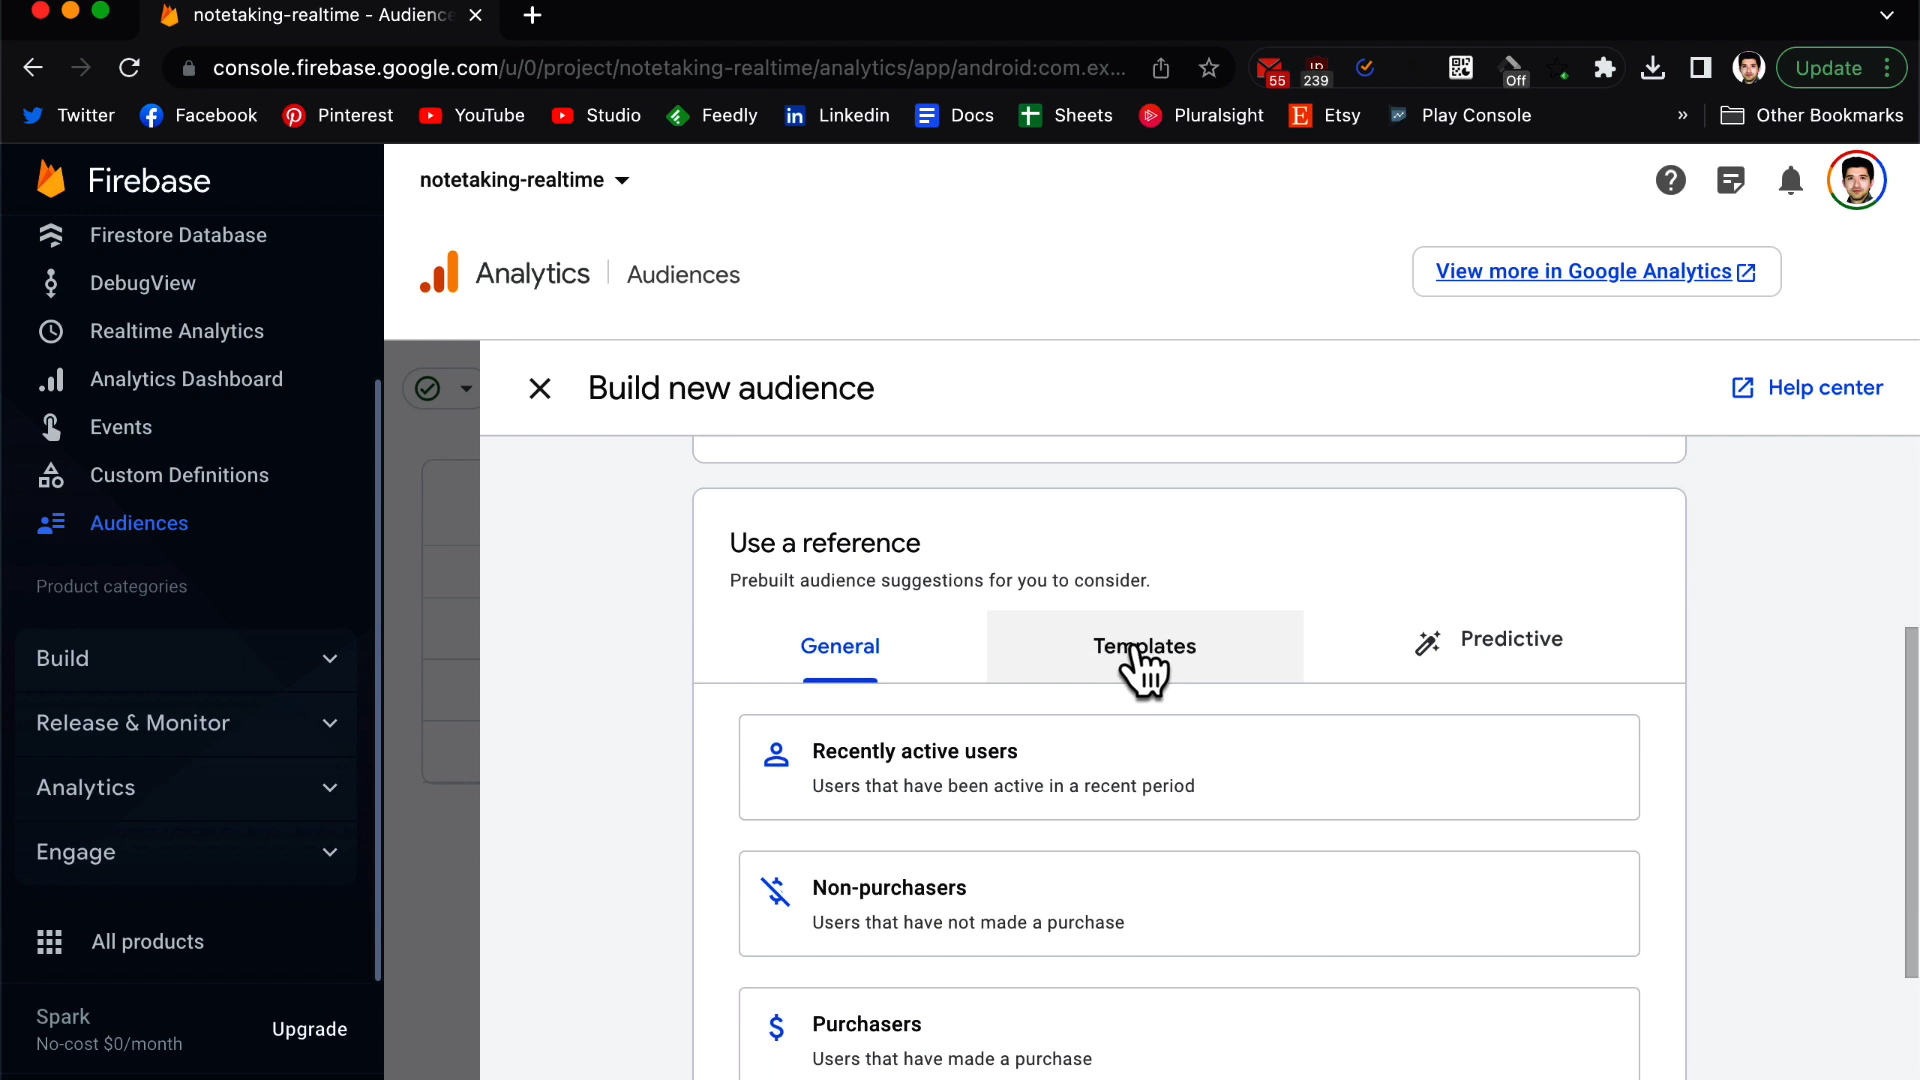 notetaking-realtime - Audience
console.firebase.google.com/u/0/project/notetaking-realtime/analytics/app/android:com.ex...
55
239
Off
Update
Twitter
Facebook
Pinterest
YouTube
Studio
Feedly
Linkedin
Docs
Sheets
Pluralsight
Etsy
Play Console
»
Other Bookmarks
Firebase
Firestore Database
DebugView
Realtime Analytics
Analytics Dashboard
Events
Custom Definitions
Audiences
Product categories
Build
Release & Monitor
Analytics
Engage
All products
Spark
No-cost $0/month
Upgrade
notetaking-realtime
Analytics | Audiences
View more in Google Analytics
Build new audience
Help center
Use a reference
Prebuilt audience suggestions for you to consider.
General
Templates
Predictive
Recently active users
Users that have been active in a recent period
Non-purchasers
Users that have not made a purchase
Purchasers
Users that have made a purchase